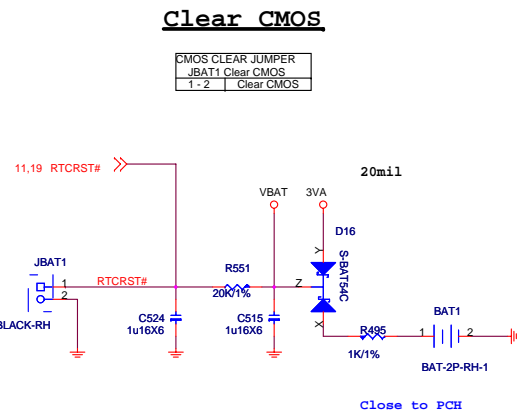 Clear CMOS
CMOS CLEAR JUMPER
JBAT1 Clear CMOS
1 - 2 Clear CMOS
11,19 RTCRST#
20mil
VBAT
3VA
D16
Y
S-BAT54C
Z
X
JBAT1
1
2
RTCRST#
BLACK-RH
R551
20K/1%
C524
1u16X6
C515
1u16X6
R495
1K/1%
BAT1
1
2
BAT-2P-RH-1
Close to PCH